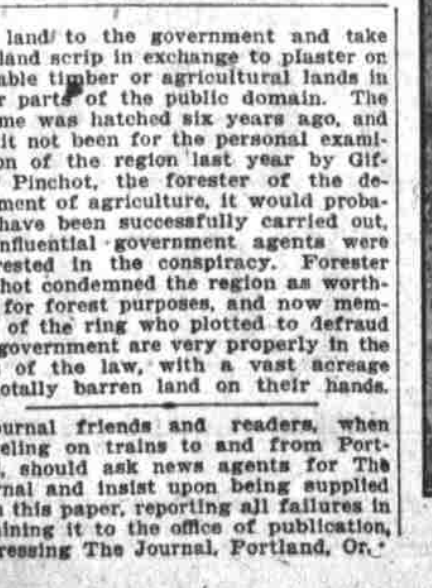 land to the government and take
land scrip in exchange to plaster on
able timber or agricultural lands in
r parts of the public domain. The
me was hatched six years ago, and
it not been for the personal exami-
on of the region last year by Gif-
Pinchot, the forester of the de-
ment of agriculture, it would proba-
have been successfully carried out,
nfluential government agents were
rested in the conspiracy. Forester
hot condemned the region as worth-
for forest purposes, and now mem-
of the ring who plotted to defraud
government are very properly in the
of the law, with a vast acreage
otally barren land on their hands.
ournal friends and readers, when
eling on trains to and from Port-
, should ask news agents for The
rnal and insist upon being supplied
this paper, reporting all failures in
ining it to the office of publication,
ressing The Journal, Portland, Or.